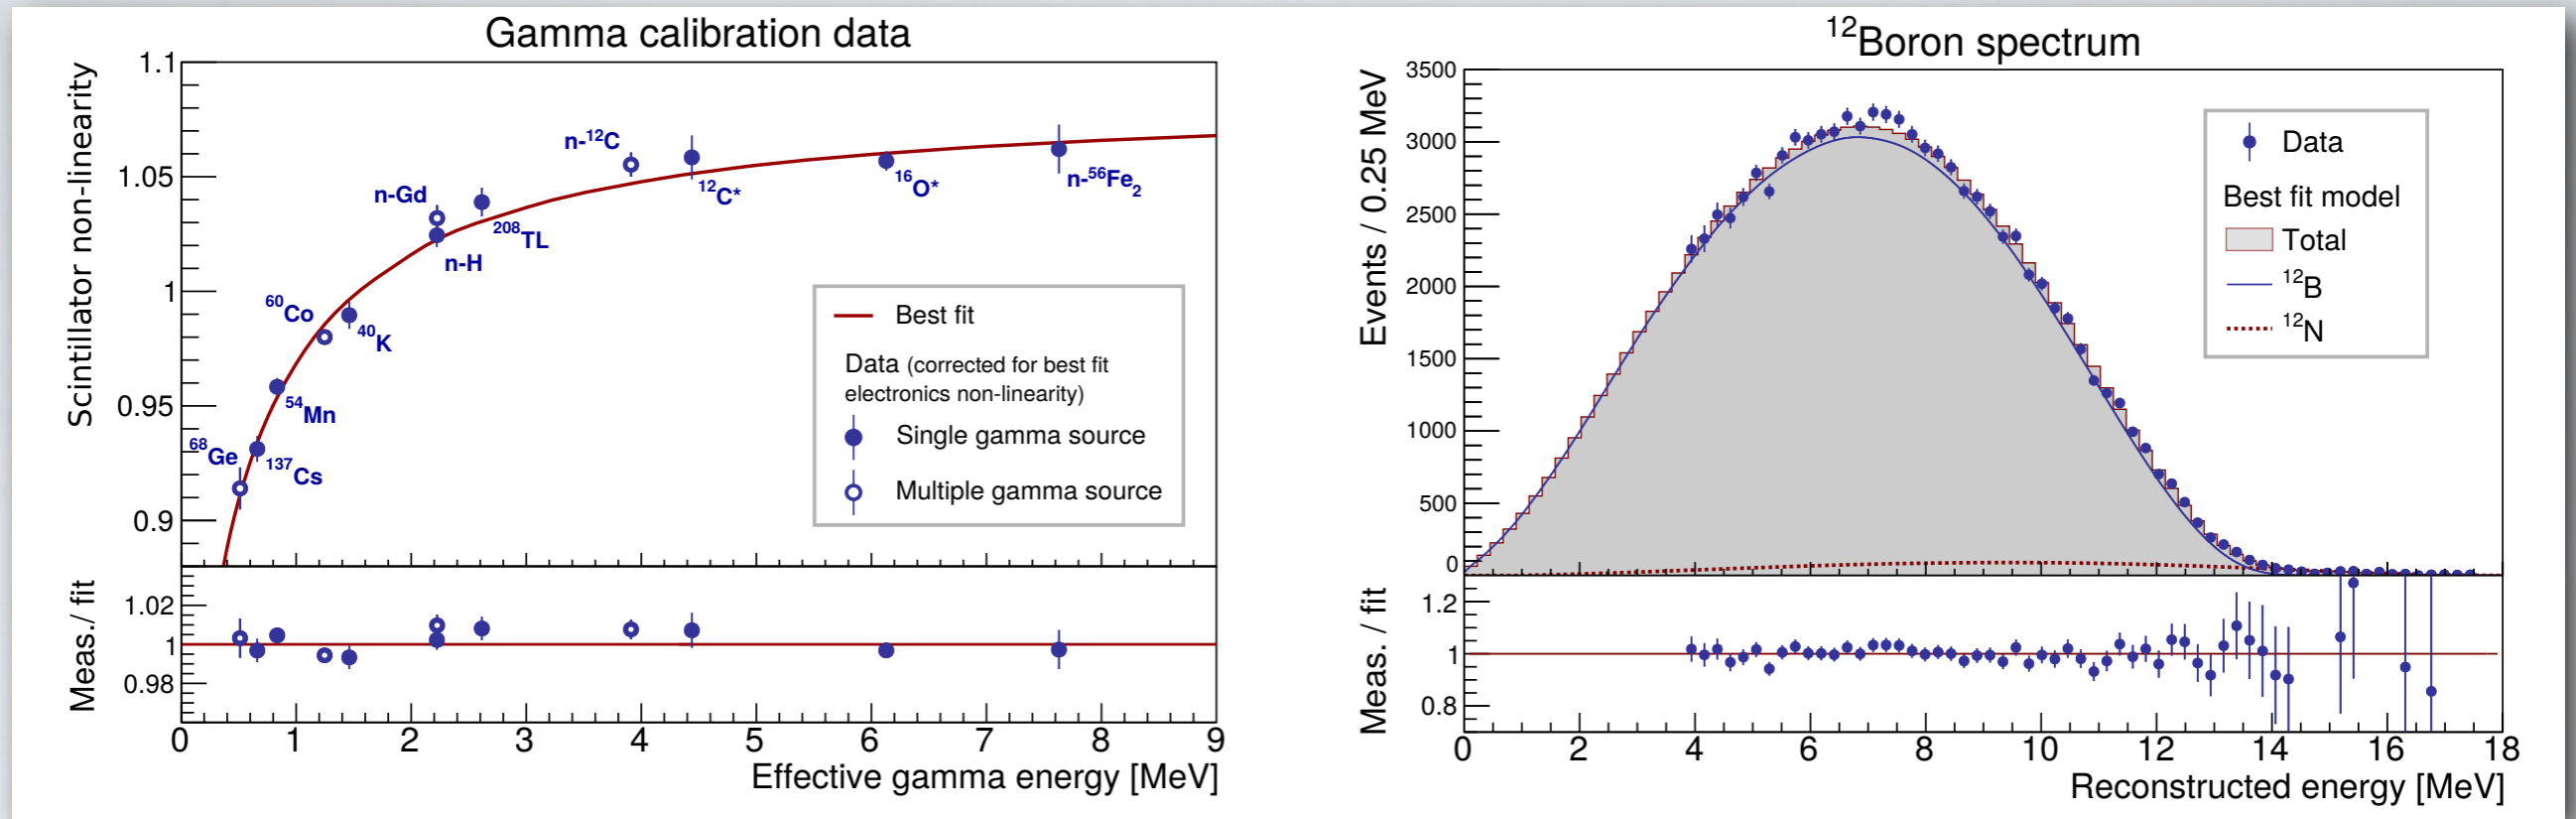 Gamma calibration data
Scintillator non-linearity
1.1
1.05
1
0.95
0.9
n-¹²C
¹²C*
¹⁶O*
n-⁵⁶Fe₂
n-Gd
²⁰⁸TL
n-H
⁶⁰Co
⁴⁰K
⁵⁴Mn
⁶⁸Ge
¹³⁷Cs
Best fit
Data (corrected for best fit
electronics non-linearity)
Single gamma source
Multiple gamma source
Meas./ fit
1.02
1
0.98
0 1 2 3 4 5 6 7 8 9
Effective gamma energy [MeV]
¹²Boron spectrum
Events / 0.25 MeV
3500
3000
2500
2000
1500
1000
500
0
Data
Best fit model
Total
¹²B
¹²N
Meas. / fit
1.2
1
0.8
0 2 4 6 8 10 12 14 16 18
Reconstructed energy [MeV]